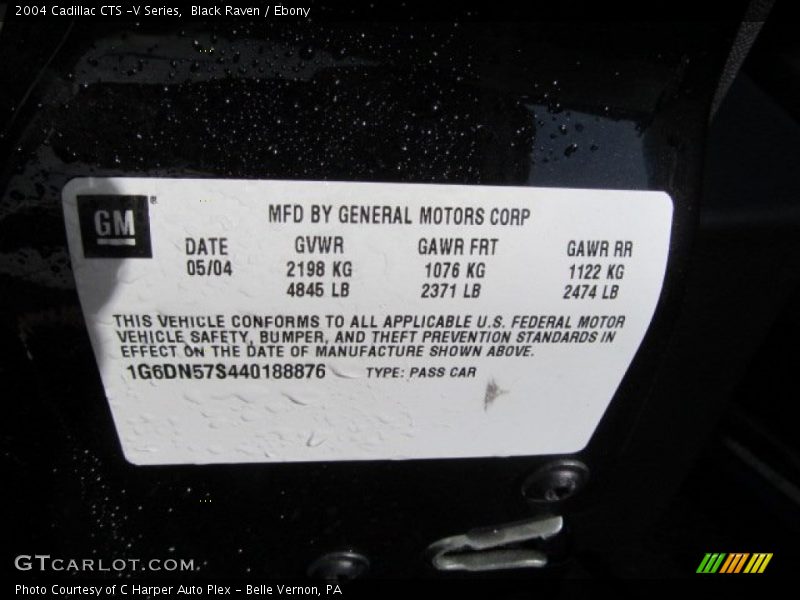 2004 Cadillac CTS -V Series, Black Raven / Ebony
GM®
MFD BY GENERAL MOTORS CORP
DATE GVWR GAWR FRT GAWR RR
05/04 2198 KG 1076 KG 1122 KG
4845 LB 2371 LB 2474 LB
THIS VEHICLE CONFORMS TO ALL APPLICABLE U.S. FEDERAL MOTOR
VEHICLE SAFETY, BUMPER, AND THEFT PREVENTION STANDARDS IN
EFFECT ON THE DATE OF MANUFACTURE SHOWN ABOVE.
1G6DN57S440188876 TYPE: PASS CAR
GTCARLOT.COM
Photo Courtesy of C Harper Auto Plex - Belle Vernon, PA